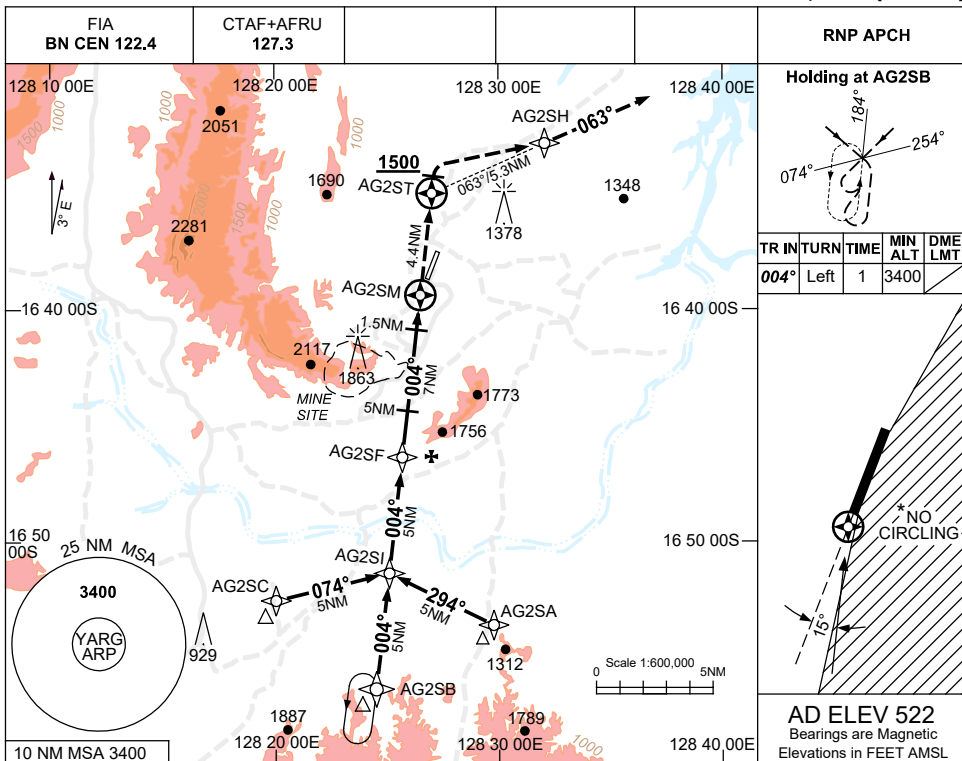 FIA
BN CEN 122.4
CTAF+AFRU
127.3
RNP APCH
128 10 00E
128 20 00E
128 30 00E
128 40 00E
Holding at AG2SB
184°
254°
074°
TR IN TURN TIME MIN ALT DME LMT
004° Left 1 3400
1000
1500
1000
2051
1000
AG2SH
063°
1500
AG2ST
063°/5.3NM
1690
1378
1348
3° E
2000
1500
1000
2281
4.4NM
AG2SM
16 40 00S
16 40 00S
1.5NM
2117
1863
MINE
SITE
004°
7NM
5NM
1773
1756
AG2SF
004°
5NM
16 50
00S
16 50 00S
AG2SI
25 NM MSA
3400
YARG
ARP
AG2SC
074°
5NM
294°
5NM
AG2SA
929
004°
5NM
1312
AG2SB
Scale 1:600,000
0
5NM
1887
1789
1000
10 NM MSA 3400
128 20 00E
128 30 00E
128 40 00E
*NO
CIRCLING
15°
AD ELEV 522
Bearings are Magnetic
Elevations in FEET AMSL